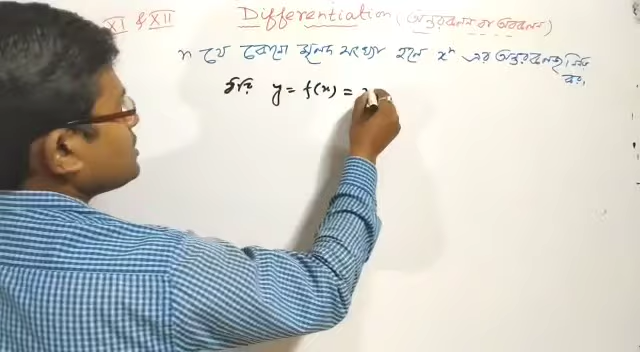 XI & XII Differentiation (অন্তরকলন বা অবকলন)
n যে কোনো মূলদ সংখ্যা হলে xⁿ এর অন্তরকলজ নির্ণয়
কর।
ধরি y = f(x) =